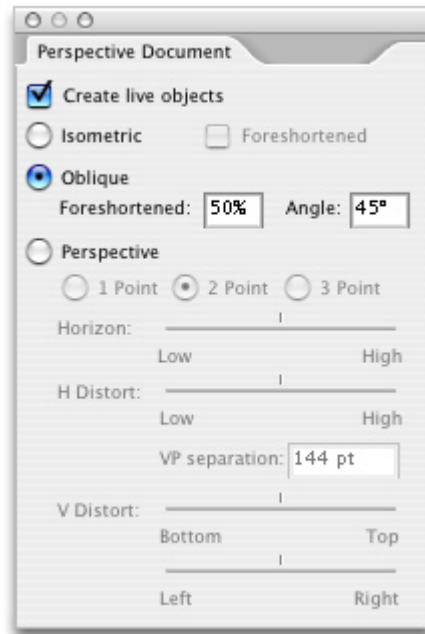 Perspective Document
Create live objects
Isometric Foreshortened
Oblique
Foreshortened: 50% Angle: 45°
Perspective
1 Point 2 Point 3 Point
Horizon:
Low High
H Distort:
Low High
VP separation: 144 pt
V Distort:
Bottom Top
Left Right